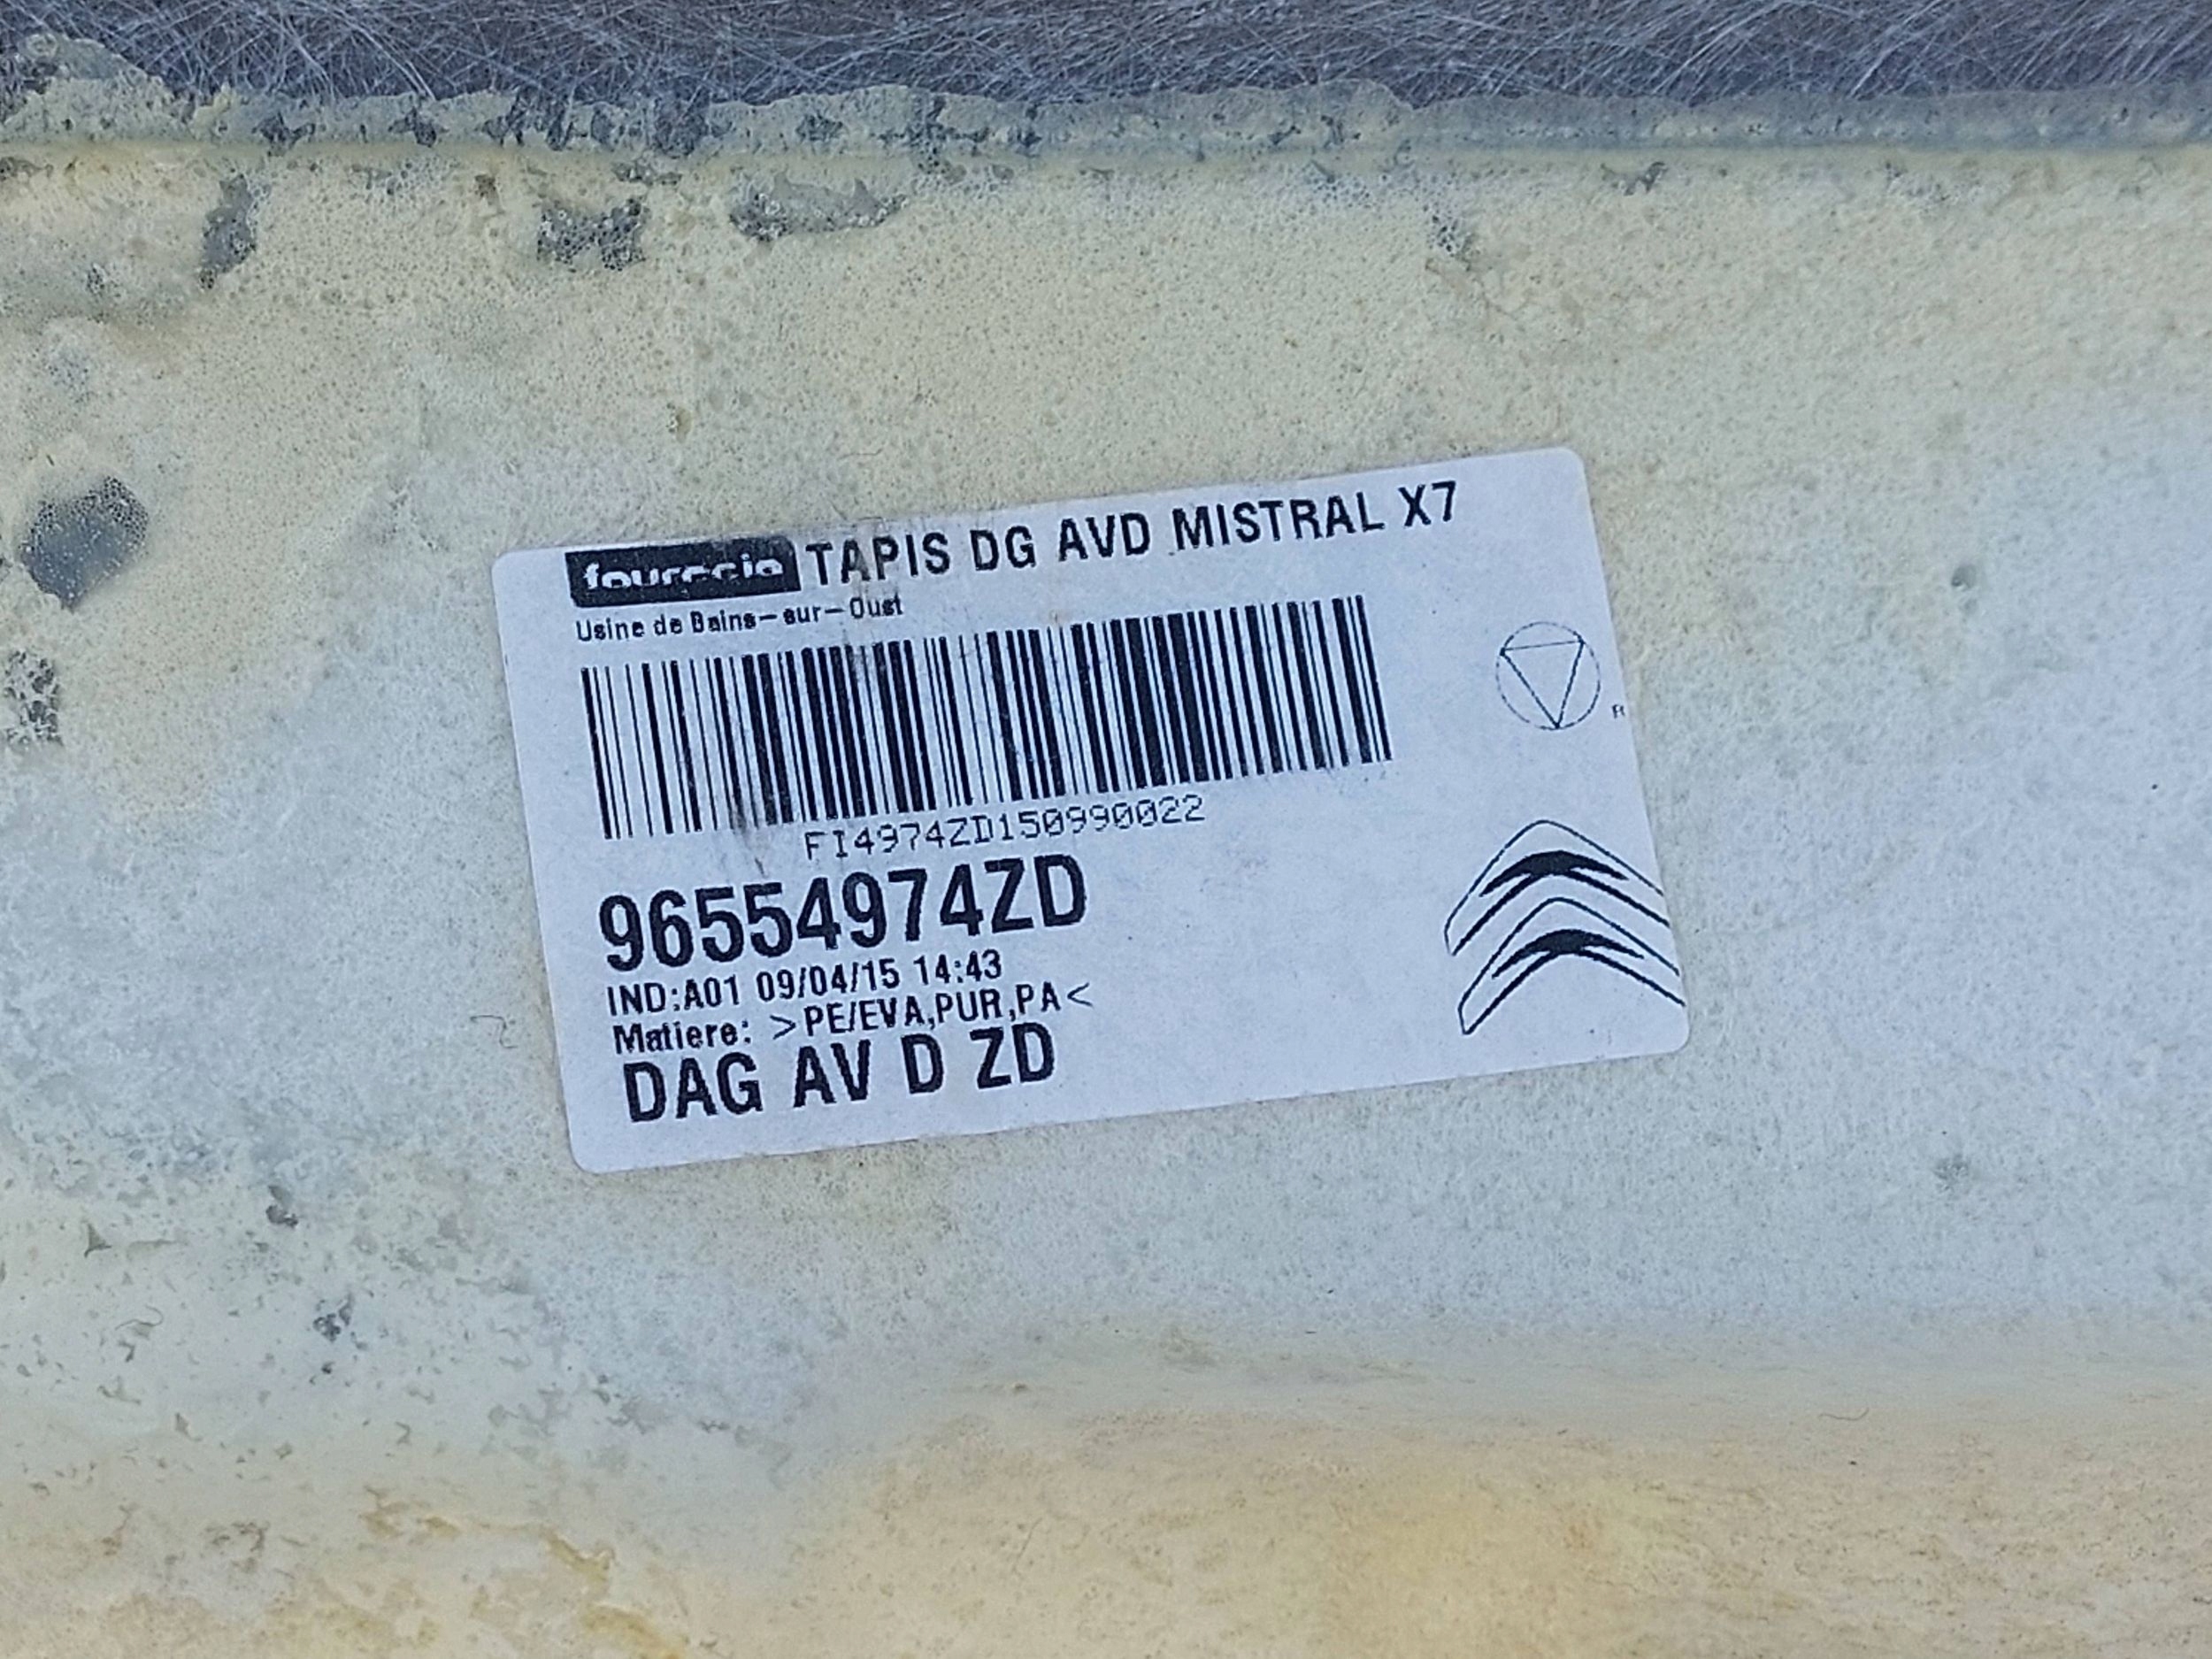 faurecia TAPIS DG AVD MISTRAL X7
Usine de Bains-sur-Oust
FI4974ZD150990022
R
96554974ZD
IND:A01 09/04/15 14:43
Matiere: >PE/EVA,PUR,PA<
DAG AV D ZD